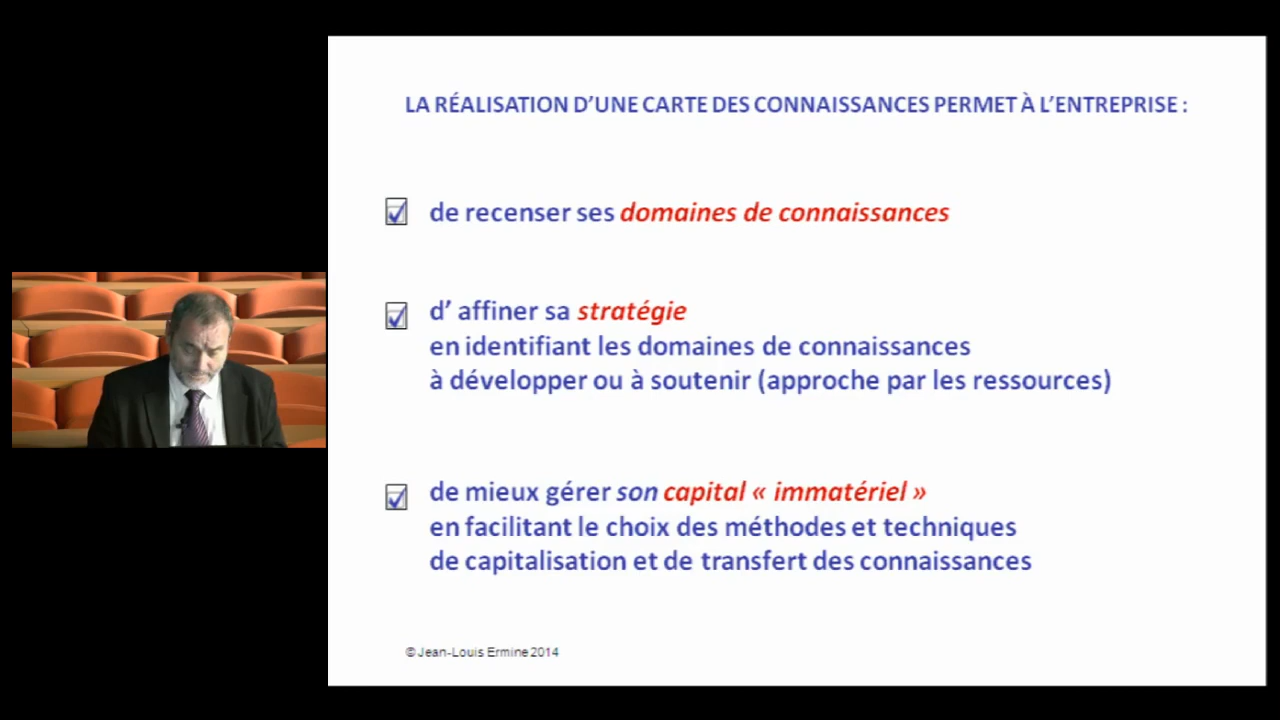 LA RÉALISATION D'UNE CARTE DES CONNAISSANCES PERMET À L'ENTREPRISE :
de recenser ses domaines de connaissances
d' affiner sa stratégie
en identifiant les domaines de connaissances
à développer ou à soutenir (approche par les ressources)
de mieux gérer son capital « immatériel »
en facilitant le choix des méthodes et techniques
de capitalisation et de transfert des connaissances
© Jean-Louis Ermine 2014